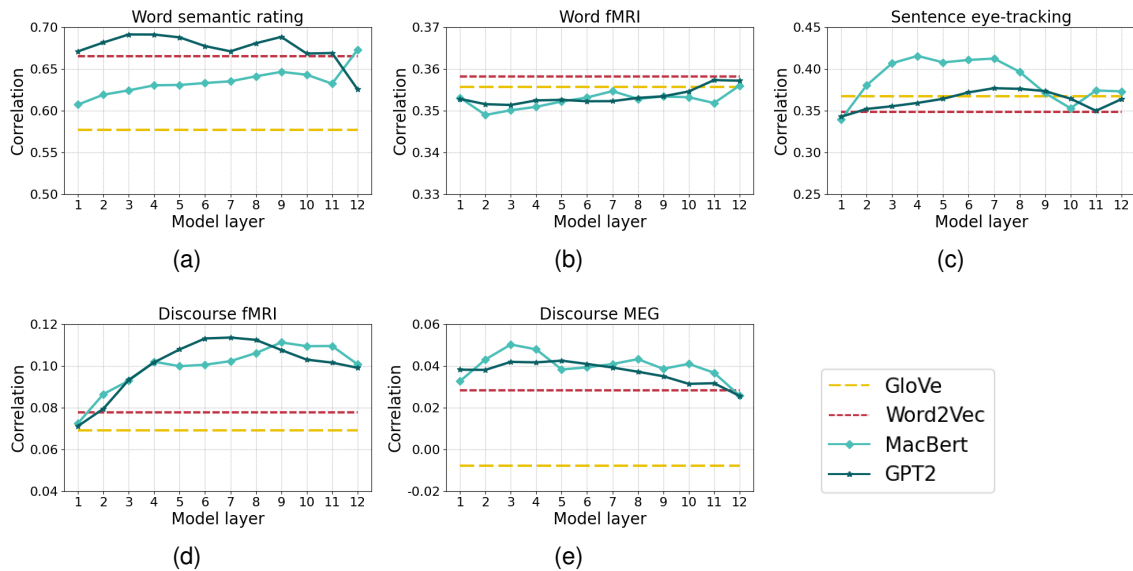 Word semantic rating
Correlation
0.70
0.65
0.60
0.55
0.50
1 2 3 4 5 6 7 8 9 10 11 12
Model layer
(a)
Word fMRI
Correlation
0.37
0.36
0.35
0.34
0.33
1 2 3 4 5 6 7 8 9 10 11 12
Model layer
(b)
Sentence eye-tracking
Correlation
0.45
0.40
0.35
0.30
0.25
1 2 3 4 5 6 7 8 9 10 11 12
Model layer
(c)
Discourse fMRI
Correlation
0.12
0.10
0.08
0.06
0.04
1 2 3 4 5 6 7 8 9 10 11 12
Model layer
(d)
Discourse MEG
Correlation
0.06
0.04
0.02
0.00
-0.02
1 2 3 4 5 6 7 8 9 10 11 12
Model layer
(e)
GloVe
Word2Vec
MacBert
GPT2